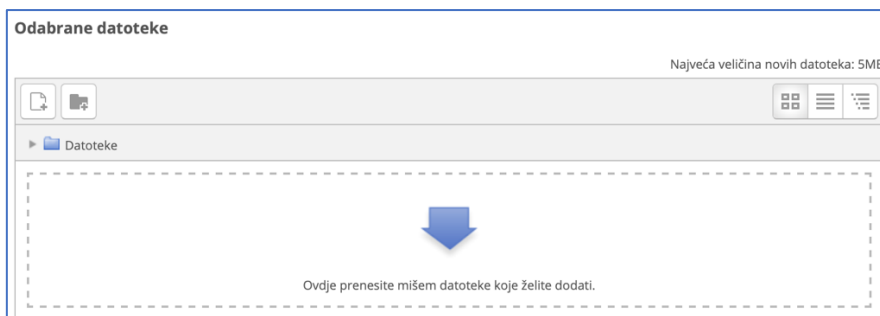 Odabrane datoteke
Najveća veličina novih datoteka: 5MB
Datoteke
Ovdje prenesite mišem datoteke koje želite dodati.